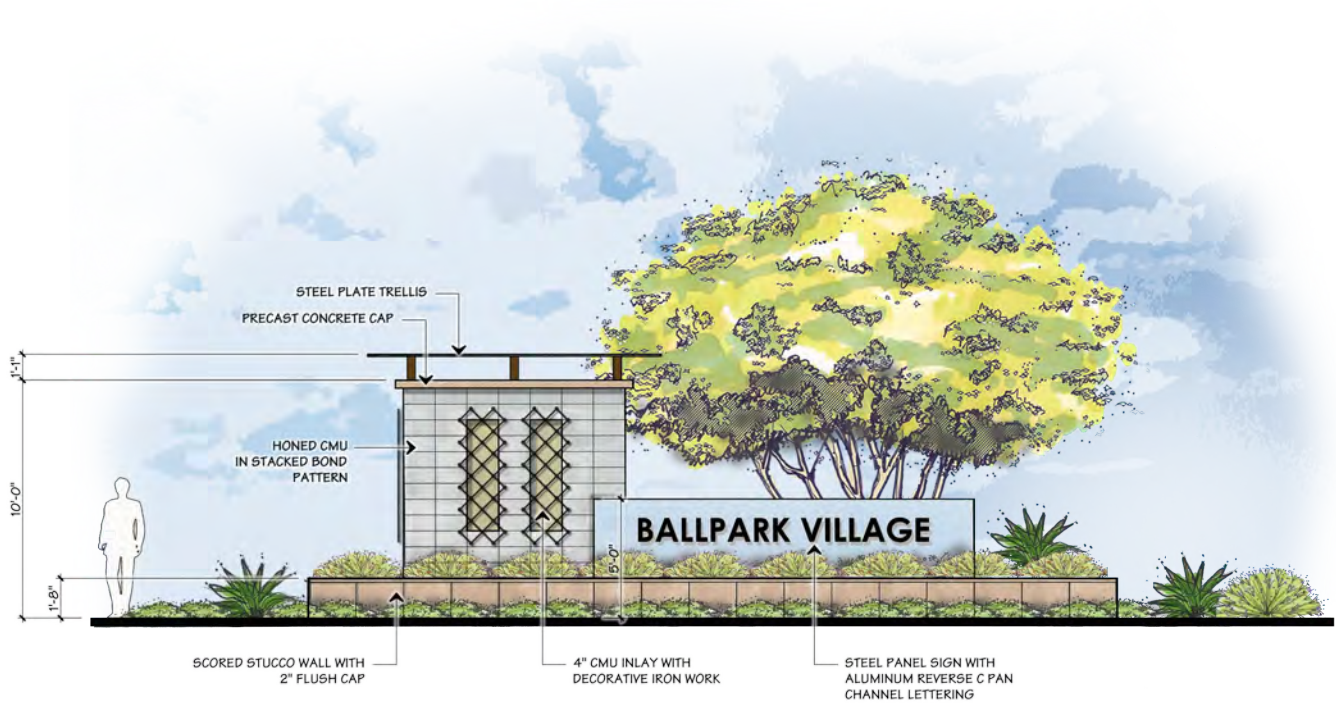 STEEL PLATE TRELLIS
PRECAST CONCRETE CAP
1'-1"
HONED CMU
IN STACKED BOND
PATTERN
10'-0"
BALLPARK VILLAGE
5'-0"
1'-8"
SCORED STUCCO WALL WITH
2" FLUSH CAP
4" CMU INLAY WITH
DECORATIVE IRON WORK
STEEL PANEL SIGN WITH
ALUMINUM REVERSE C PAN
CHANNEL LETTERING